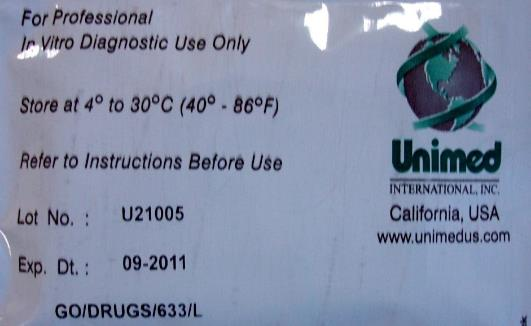 For Professional
In Vitro Diagnostic Use Only
Store at 4° to 30°C (40° - 86°F)
Refer to Instructions Before Use
Lot No. : U21005
Exp. Dt. : 09-2011
GO/DRUGS/633/L
Unimed
INTERNATIONAL, INC.
California, USA
www.unimedus.com